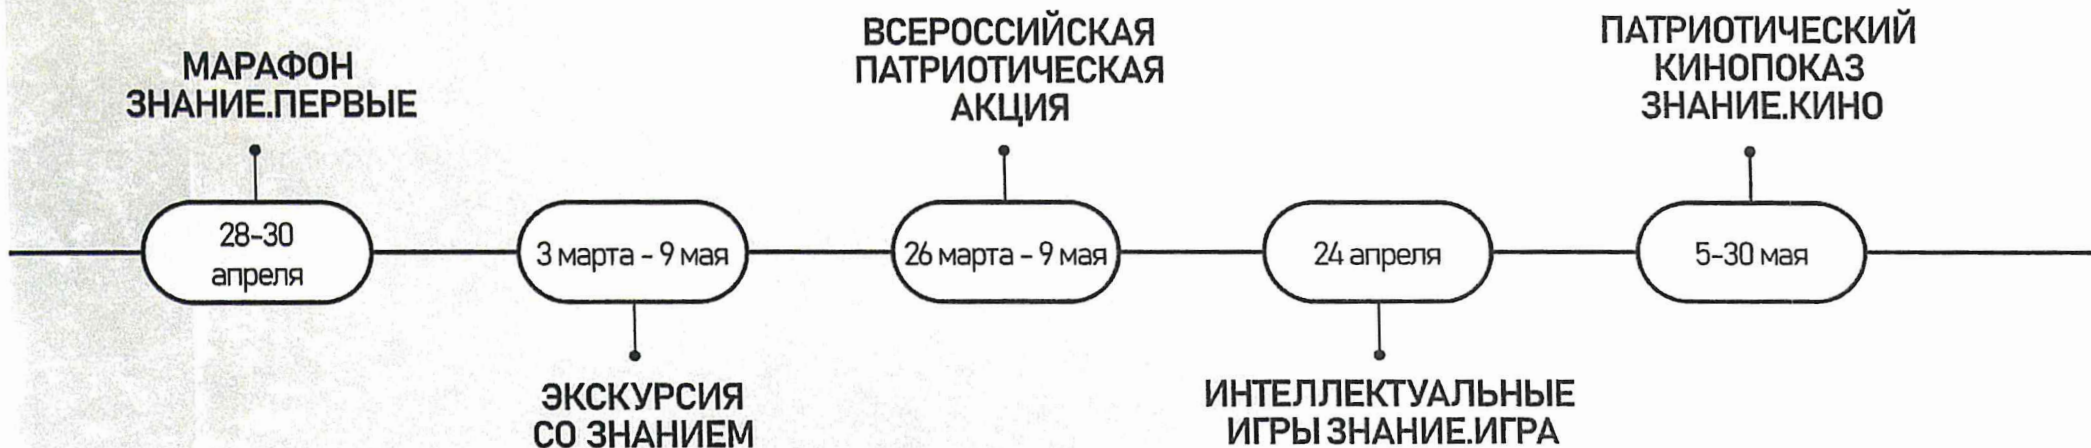 МАРАФОН
ЗНАНИЕ.ПЕРВЫЕ
28-30
апреля
3 марта – 9 мая
ЭКСКУРСИЯ
СО ЗНАНИЕМ
ВСЕРОССИЙСКАЯ
ПАТРИОТИЧЕСКАЯ
АКЦИЯ
26 марта – 9 мая
24 апреля
ИНТЕЛЛЕКТУАЛЬНЫЕ
ИГРЫ ЗНАНИЕ.ИГРА
ПАТРИОТИЧЕСКИЙ
КИНОПОКАЗ
ЗНАНИЕ.КИНО
5-30 мая